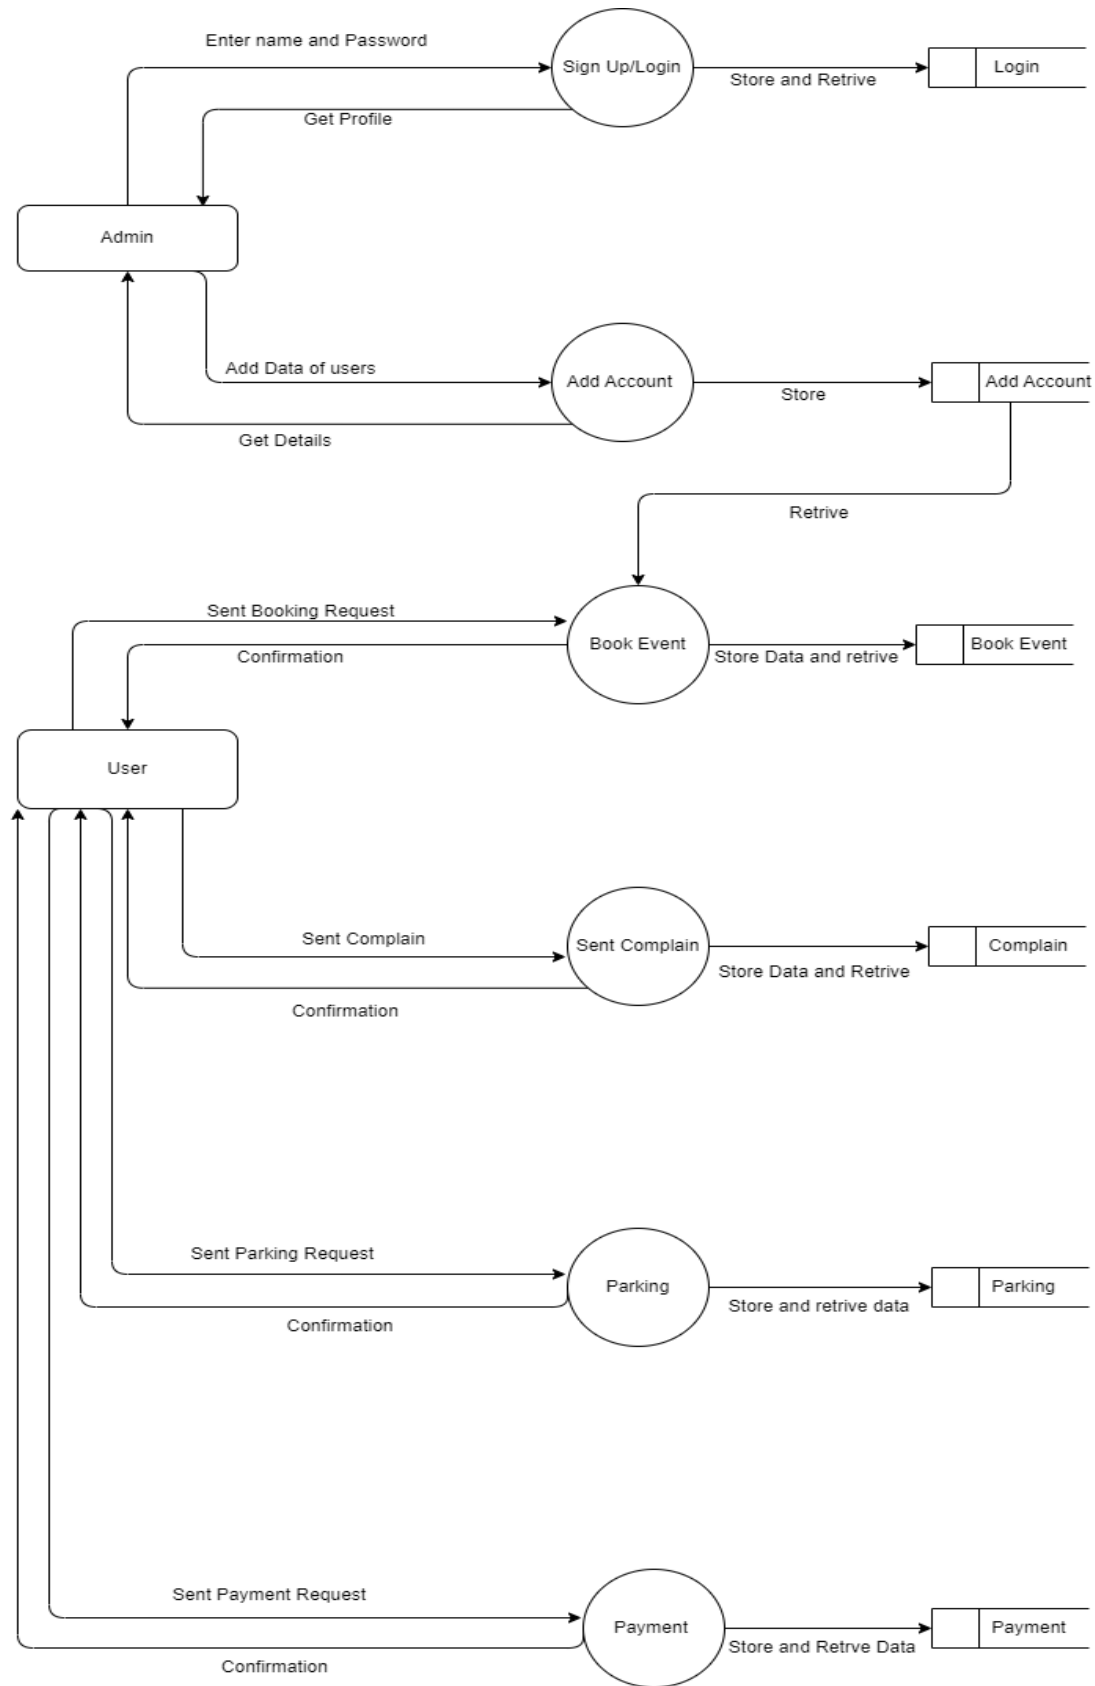 Enter name and Password
Sign Up/Login
Store and Retrive
Login
Get Profile
Admin
Add Data of users
Add Account
Store
Add Account
Get Details
Retrive
Sent Booking Request
Book Event
Store Data and retrive
Book Event
Confirmation
User
Sent Complain
Sent Complain
Store Data and Retrive
Complain
Confirmation
Sent Parking Request
Parking
Store and retrive data
Parking
Confirmation
Sent Payment Request
Payment
Store and Retrve Data
Payment
Confirmation